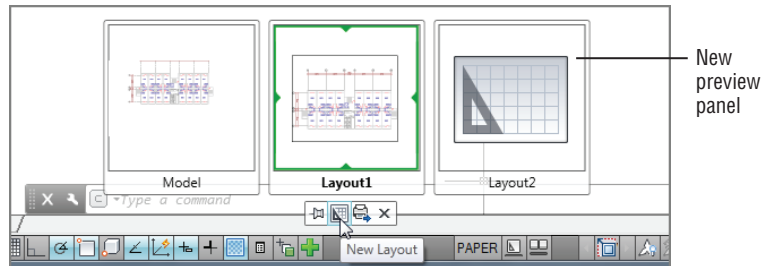 New
preview
panel
Model
Layout1
Layout2
Type a command
New Layout
PAPER